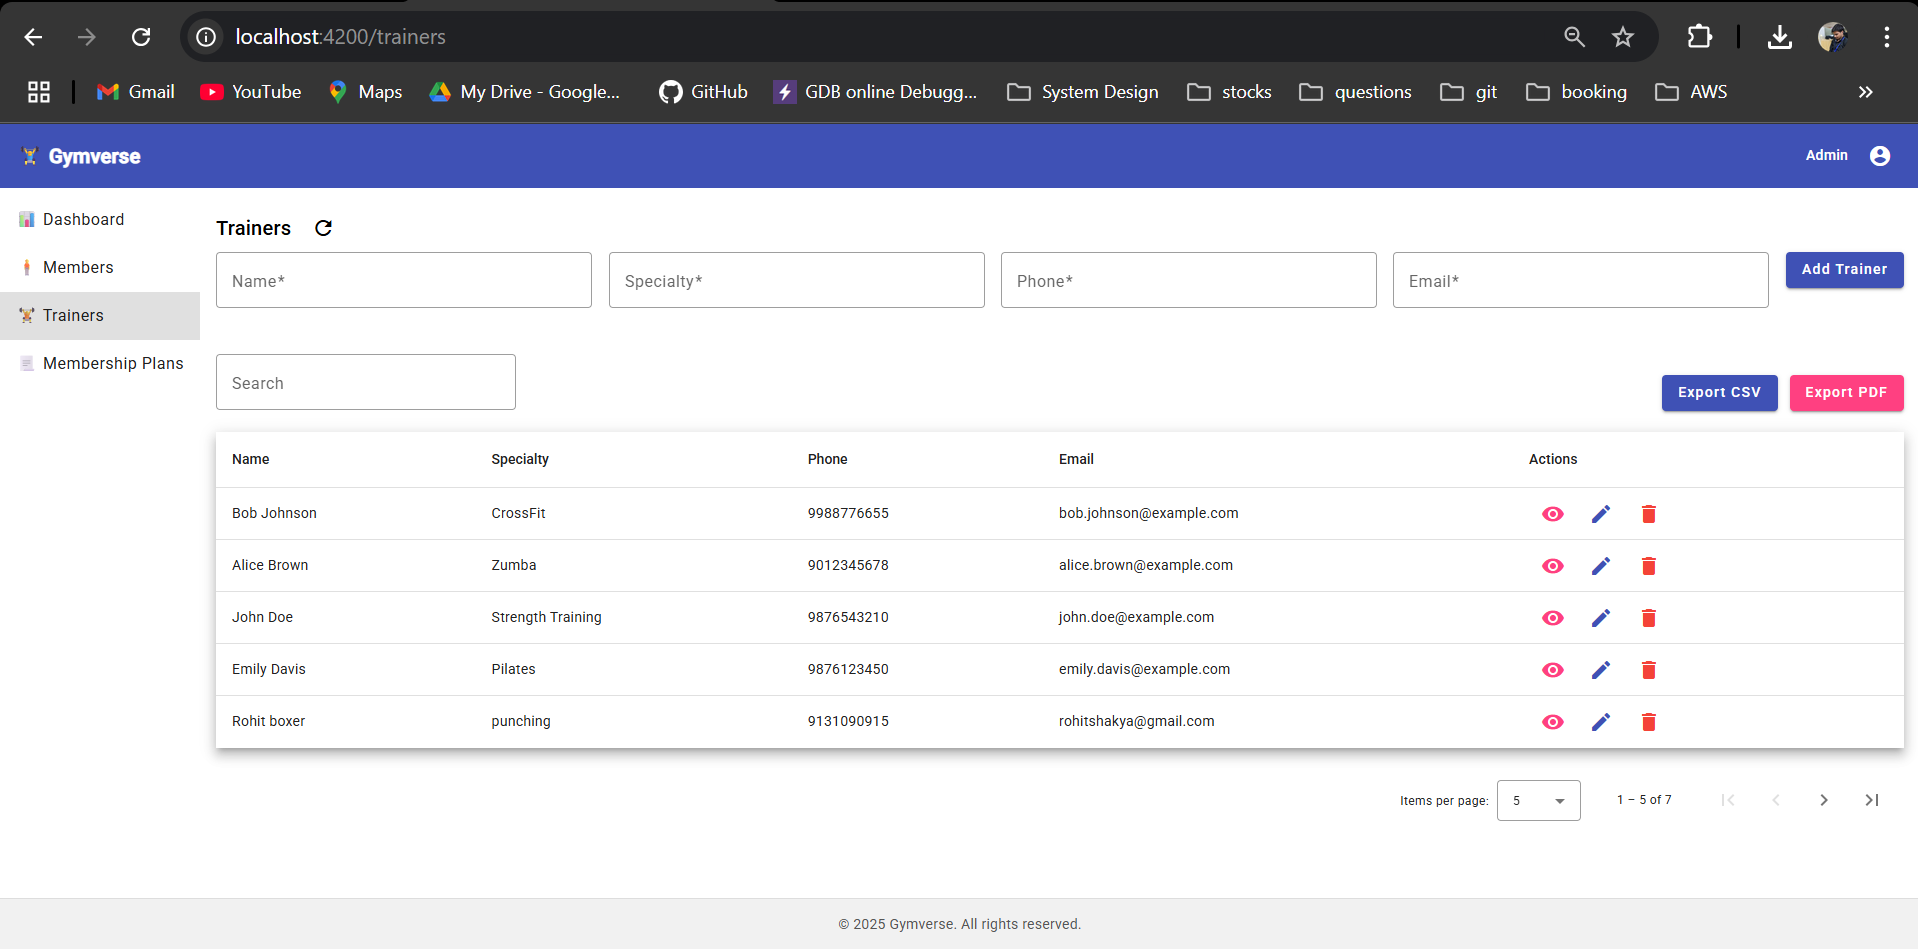 localhost:4200/trainers
Gmail YouTube Maps My Drive - Google... GitHub GDB online Debugg... System Design stocks questions git booking AWS
Gymverse Admin
Dashboard
Members
Trainers
Membership Plans
Trainers
Name* Specialty* Phone* Email* Add Trainer
Search Export CSV Export PDF
Name Specialty Phone Email Actions
Bob Johnson CrossFit 9988776655 bob.johnson@example.com
Alice Brown Zumba 9012345678 alice.brown@example.com
John Doe Strength Training 9876543210 john.doe@example.com
Emily Davis Pilates 9876123450 emily.davis@example.com
Rohit boxer punching 9131090915 rohitshakya@gmail.com
Items per page: 5 1 – 5 of 7
© 2025 Gymverse. All rights reserved.